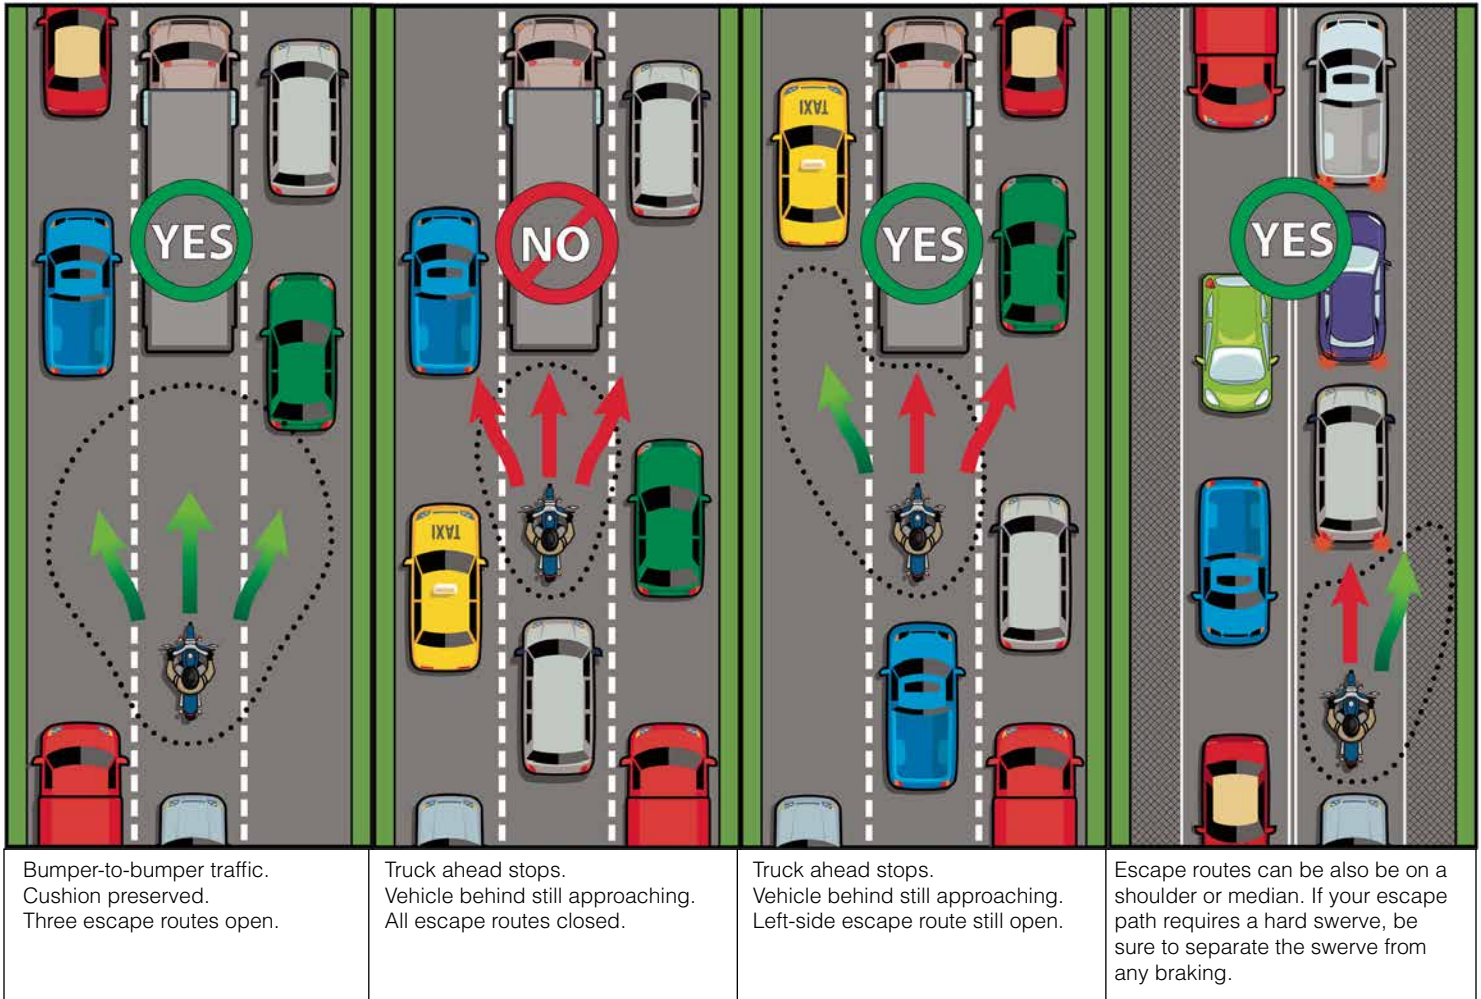 YES
NO
YES
YES
TAXI
TAXI
Bumper-to-bumper traffic.
Cushion preserved.
Three escape routes open.
Truck ahead stops.
Vehicle behind still approaching.
All escape routes closed.
Truck ahead stops.
Vehicle behind still approaching.
Left-side escape route still open.
Escape routes can be also be on a
shoulder or median. If your escape
path requires a hard swerve, be
sure to separate the swerve from
any braking.